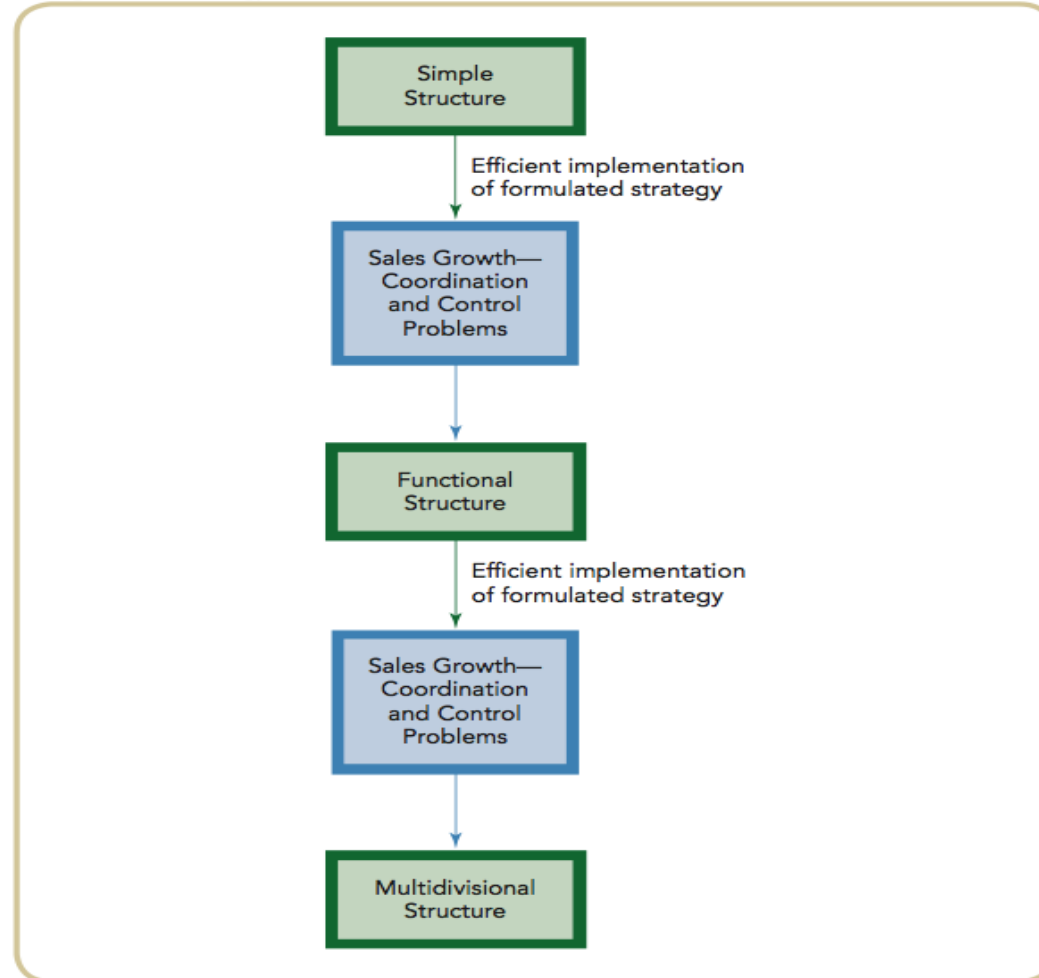 Simple
Structure
Efficient implementation
of formulated strategy
Sales Growth—
Coordination
and Control
Problems
Functional
Structure
Efficient implementation
of formulated strategy
Sales Growth—
Coordination
and Control
Problems
Multidivisional
Structure